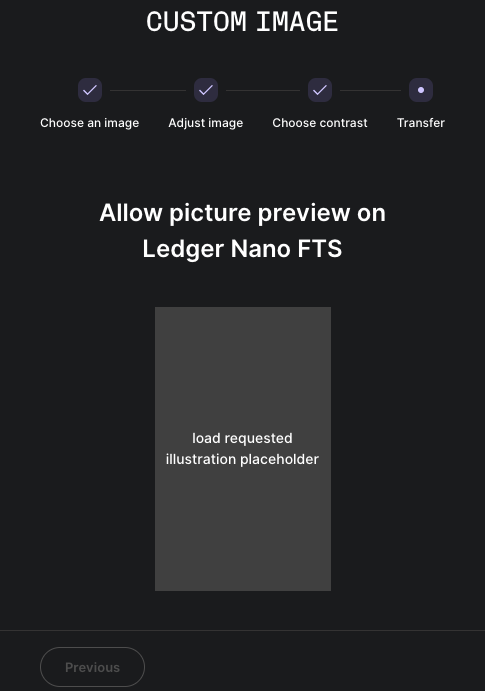 CUSTOM IMAGE
Choose an image
Adjust image
Choose contrast
Transfer
Allow picture preview on
Ledger Nano FTS
load requested
illustration placeholder
Previous